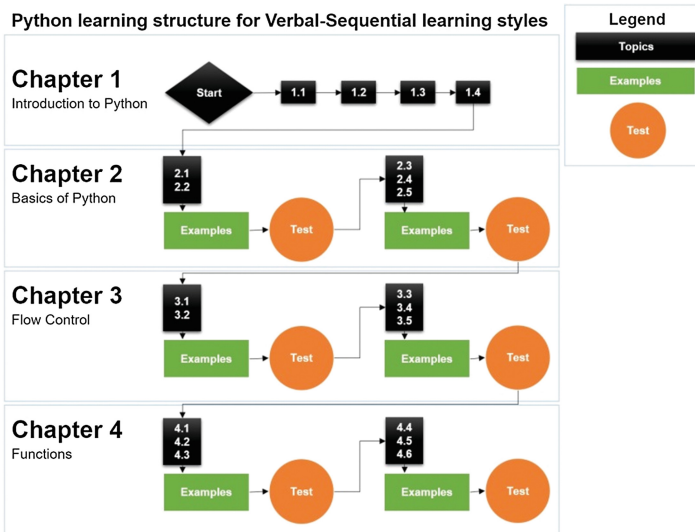 Python learning structure for Verbal-Sequential learning styles
Legend
Topics
Examples
Test
Chapter 1
Introduction to Python
Start
1.1
1.2
1.3
1.4
Chapter 2
Basics of Python
2.1
2.2
Examples
Test
2.3
2.4
2.5
Examples
Test
Chapter 3
Flow Control
3.1
3.2
Examples
Test
3.3
3.4
3.5
Examples
Test
Chapter 4
Functions
4.1
4.2
4.3
Examples
Test
4.4
4.5
4.6
Examples
Test